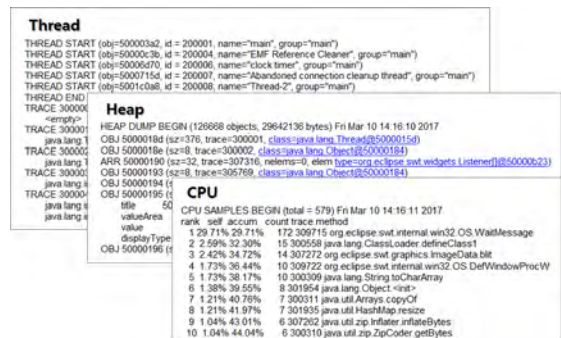 Thread
THREAD START (obj=500003a2, id = 200001, name="main", group="main")
THREAD START (obj=50000c3b, id = 200004, name="EMF Reference Cleaner", group="main")
THREAD START (obj=50006d70, id = 200006, name="clock timer", group="main")
THREAD START (obj=5000715d, id = 200007, name="Abandoned connection cleanup thread", group="main")
THREAD START (obj=5001c0a8, id = 200008, name="Thread-2", group="main")
THREAD END
TRACE 30000
<empty>
TRACE 30000
java.lang.T
TRACE 30000
java.lang.T
TRACE 30000
java.lang.T
TRACE 30000
java.lang.s
java.lang.s
Heap
HEAP DUMP BEGIN (126668 objects, 29642136 bytes) Fri Mar 10 14:16:10 2017
OBJ 5000018d (sz=376, trace=300001, class=java.lang.Thread@5000015d)
OBJ 5000018e (sz=8, trace=300002, class=java.lang.Object@50000184)
ARR 50000190 (sz=32, trace=307316, nelems=0, elem type=org.eclipse.swt.widgets.Listener[]@50000b23)
OBJ 50000193 (sz=8, trace=305769, class=java.lang.Object@50000184)
OBJ 50000194 (s
OBJ 50000195 (s
title 50
valueArea
value
displayType
OBJ 50000196 (s
CPU
CPU SAMPLES BEGIN (total = 579) Fri Mar 10 14:16:11 2017
rank self accum count trace method
1 29.71% 29.71% 172 309715 org.eclipse.swt.internal.win32.OS.WaitMessage
2 2.59% 32.30% 15 300558 java.lang.ClassLoader.defineClass1
3 2.42% 34.72% 14 307272 org.eclipse.swt.graphics.ImageData.blit
4 1.73% 36.44% 10 309722 org.eclipse.swt.internal.win32.OS.DefWindowProcW
5 1.73% 38.17% 10 300309 java.lang.String.toCharArray
6 1.38% 39.55% 8 301954 java.lang.Object.<init>
7 1.21% 40.76% 7 300311 java.util.Arrays.copyOf
8 1.21% 41.97% 7 301935 java.util.HashMap.resize
9 1.04% 43.01% 6 307262 java.util.zip.Inflater.inflateBytes
10 1.04% 44.04% 6 300310 java.util.zip.ZipCoder.getBytes